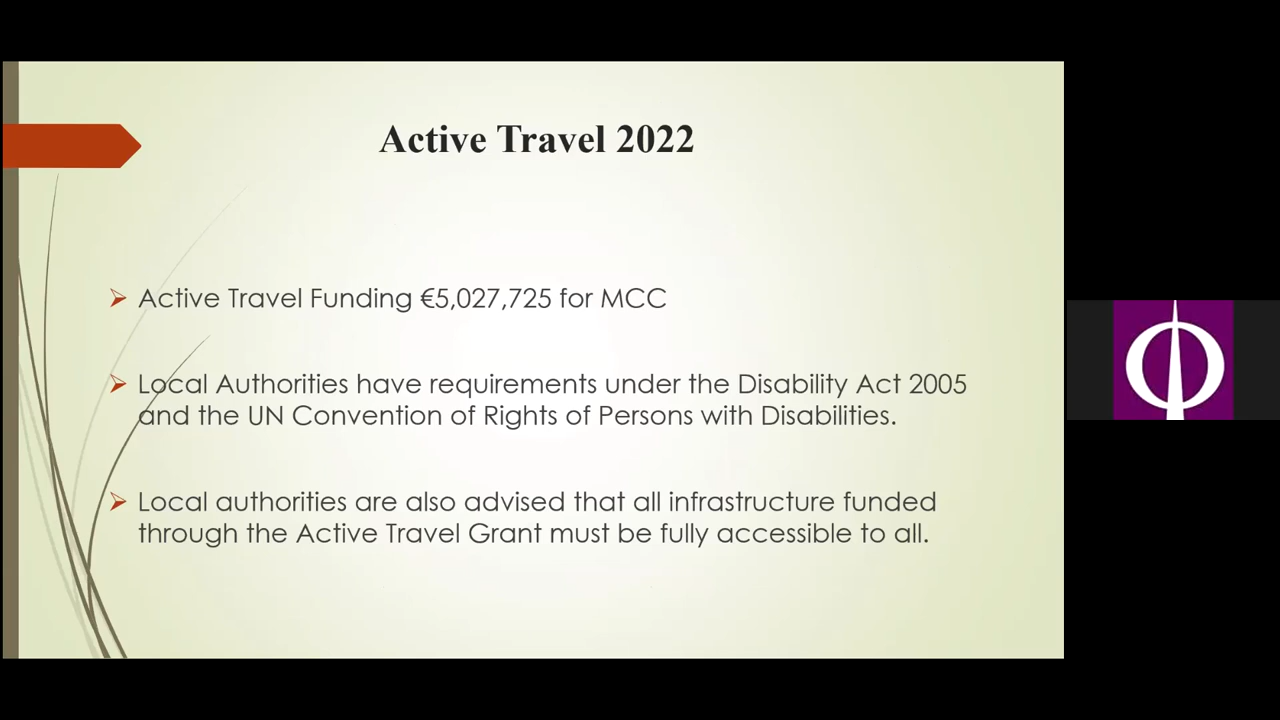 Active Travel 2022
Active Travel Funding €5,027,725 for MCC
Local Authorities have requirements under the Disability Act 2005
and the UN Convention of Rights of Persons with Disabilities.
Local authorities are also advised that all infrastructure funded
through the Active Travel Grant must be fully accessible to all.